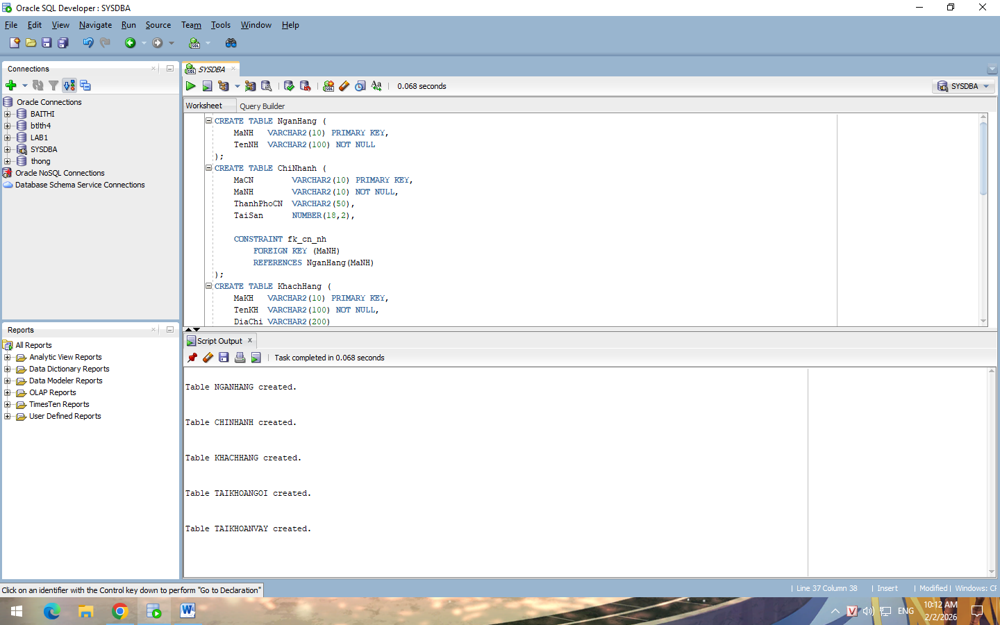 Oracle SQL Developer : SYSDBA
File Edit View Navigate Run Source Team Tools Window Help
Connections
Oracle Connections
BAITHI
btlth4
LAB1
SYSDBA
thong
Oracle NoSQL Connections
Database Schema Service Connections
Reports
All Reports
Analytic View Reports
Data Dictionary Reports
Data Modeler Reports
OLAP Reports
TimesTen Reports
User Defined Reports
SYSDBA
0.068 seconds
SYSDBA
Worksheet Query Builder
CREATE TABLE NganHang (
MaNH VARCHAR2(10) PRIMARY KEY,
TenNH VARCHAR2(100) NOT NULL
);
CREATE TABLE ChiNhanh (
MaCN VARCHAR2(10) PRIMARY KEY,
MaNH VARCHAR2(10) NOT NULL,
ThanhPhoCN VARCHAR2(50),
TaiSan NUMBER(18,2),
CONSTRAINT fk_cn_nh
FOREIGN KEY (MaNH)
REFERENCES NganHang(MaNH)
);
CREATE TABLE KhachHang (
MaKH VARCHAR2(10) PRIMARY KEY,
TenKH VARCHAR2(100) NOT NULL,
DiaChi VARCHAR2(200)
Script Output
Task completed in 0.068 seconds
Table NGANHANG created.
Table CHINHANH created.
Table KHACHHANG created.
Table TAIKHOANGOI created.
Table TAIKHOANVAY created.
Click on an identifier with the Control key down to perform "Go to Declaration"
Line 37 Column 38 Insert Modified Windows: CF
ENG
10:12 AM
2/2/2026